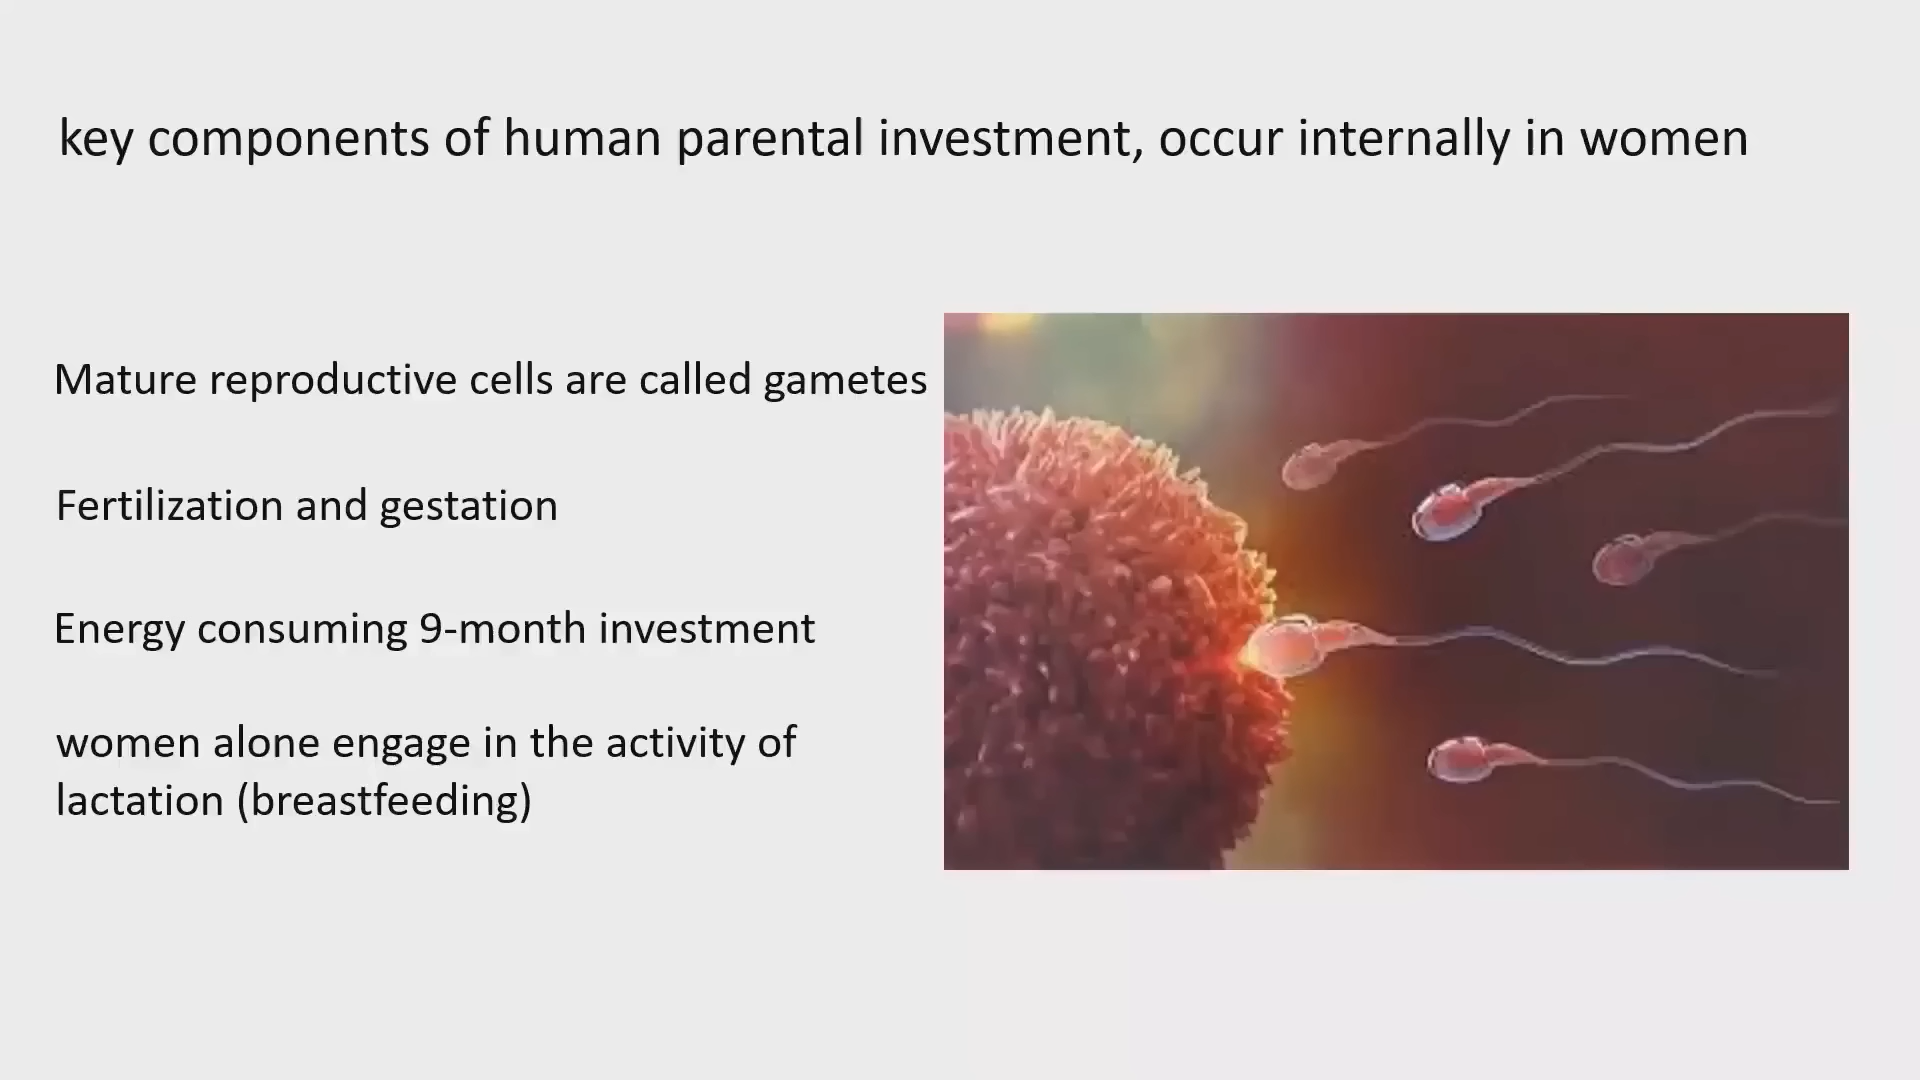 key components of human parental investment, occur internally in women
Mature reproductive cells are called gametes
Fertilization and gestation
Energy consuming 9-month investment
women alone engage in the activity of
lactation (breastfeeding)